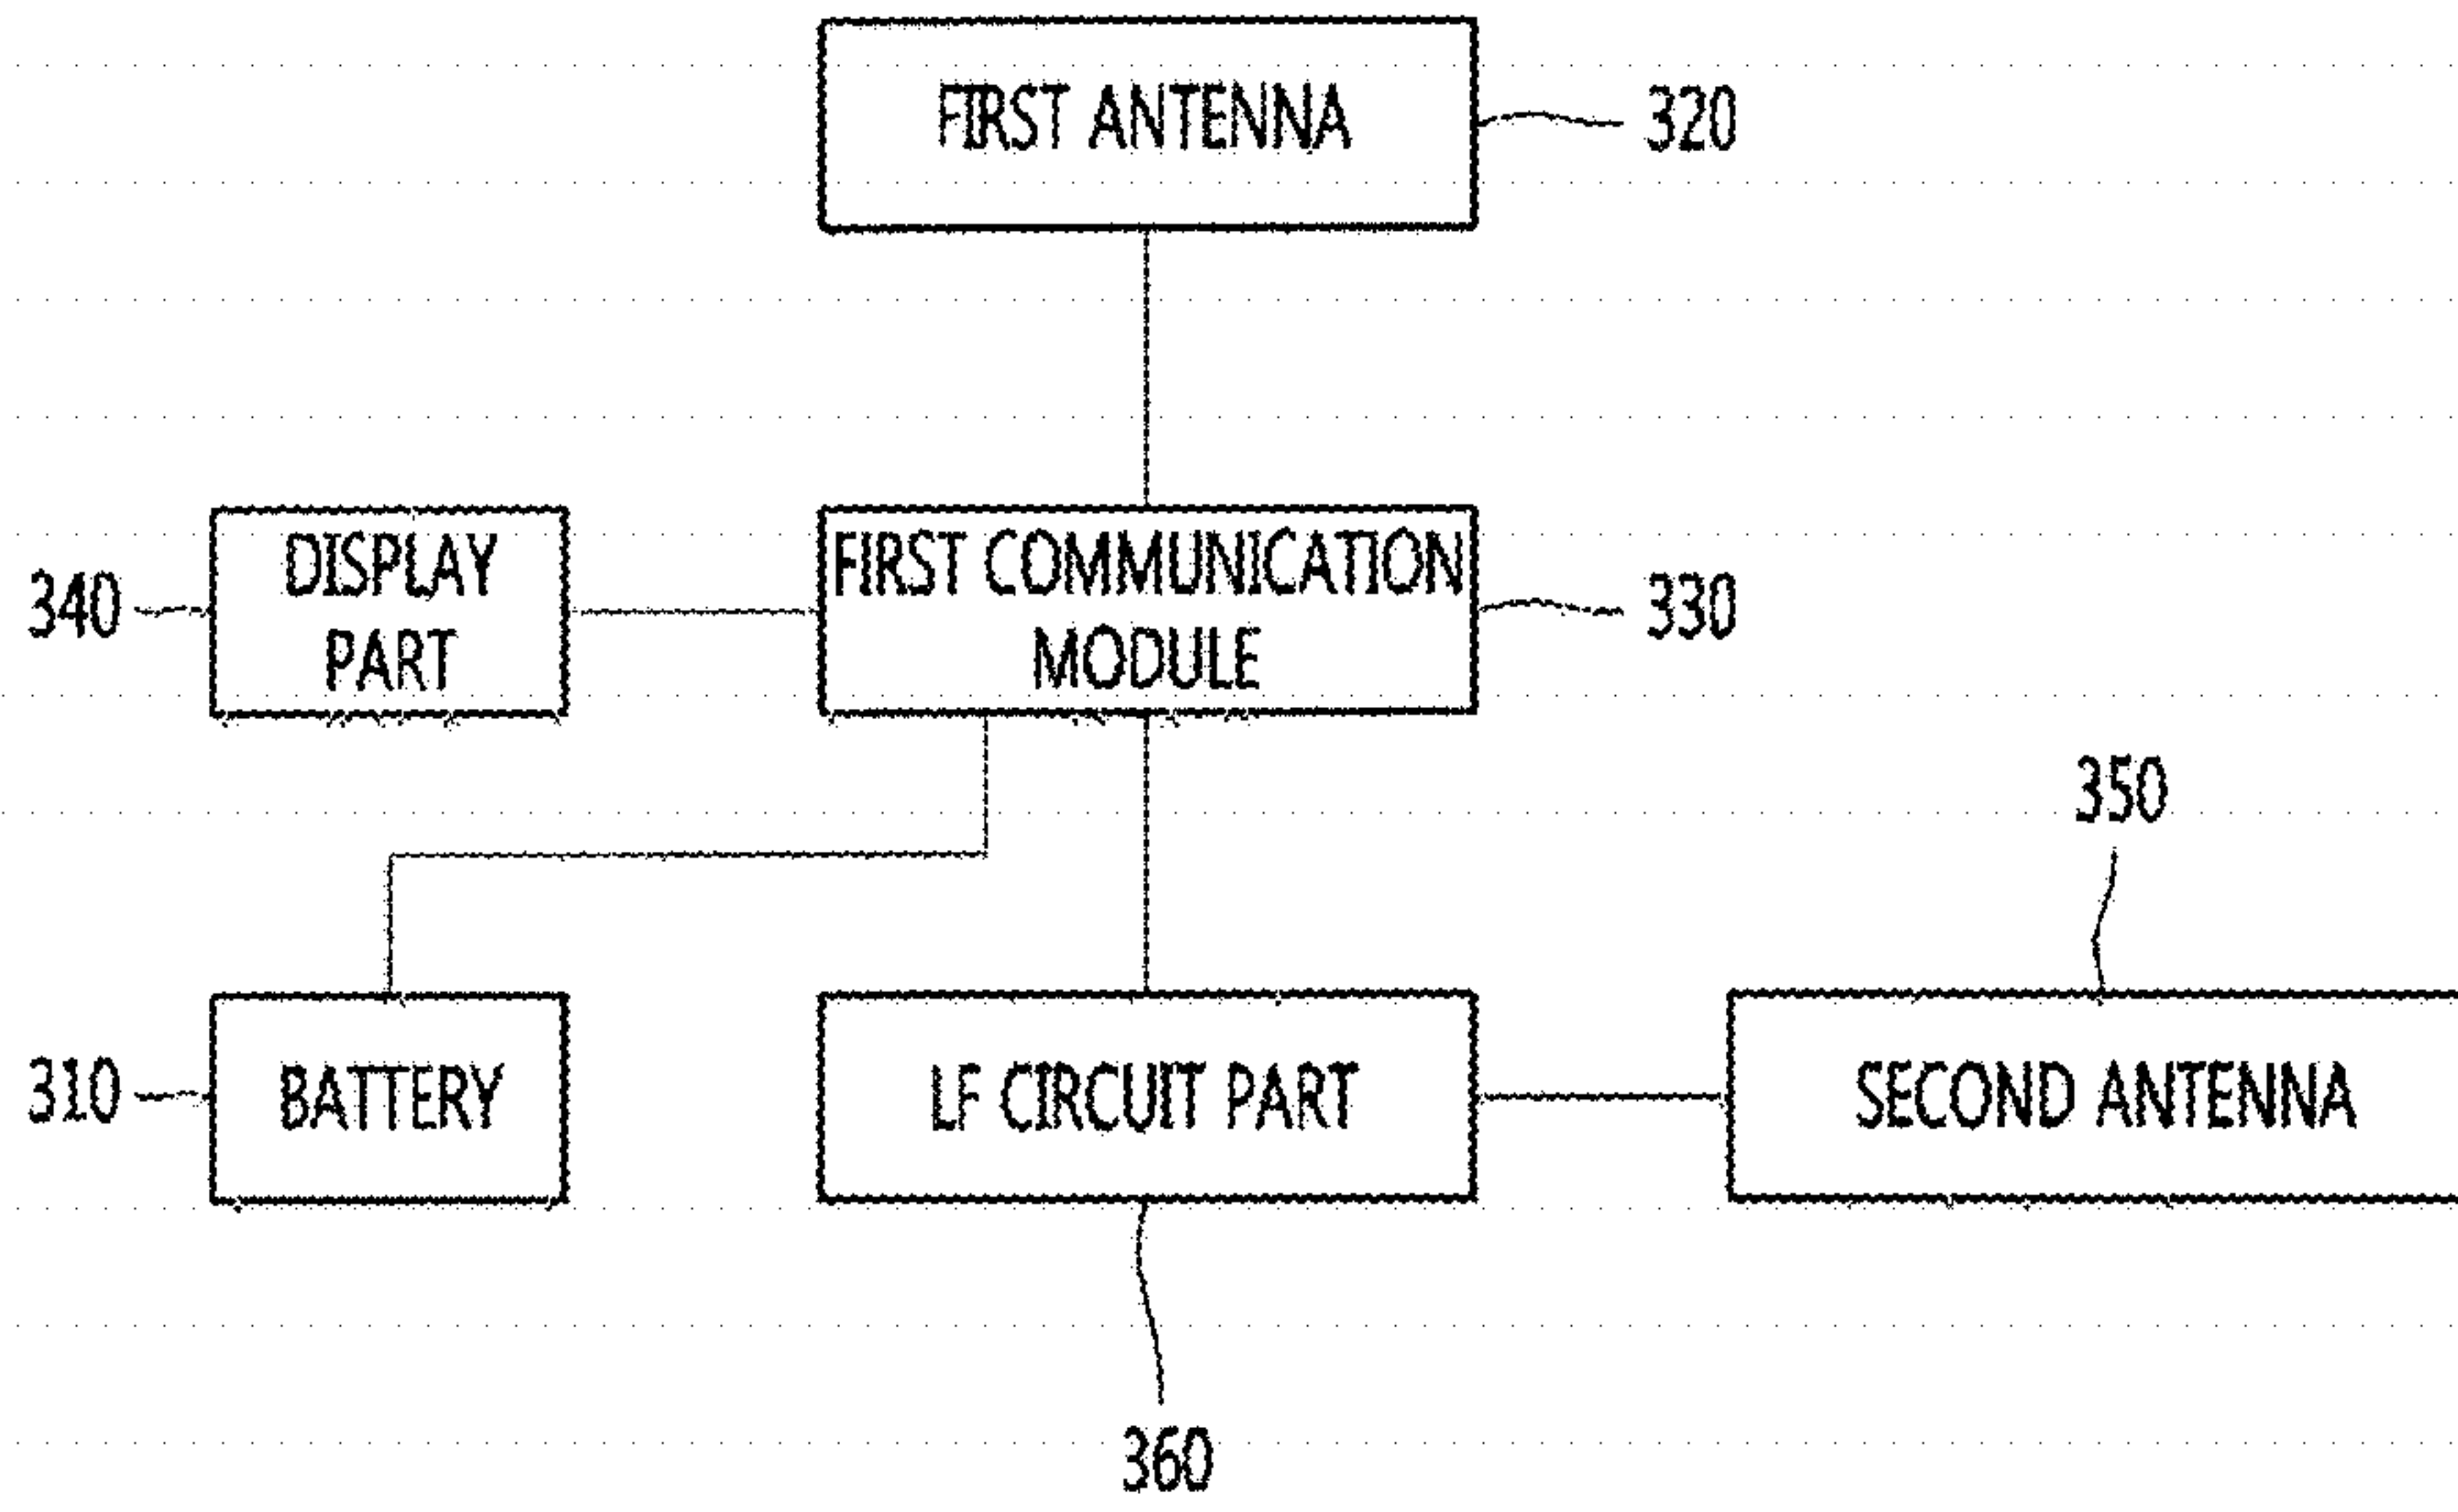 FIRST ANTENNA
320
340
DISPLAY
PART
FIRST COMMUNICATION
MODULE
330
350
310
BATTERY
LF CIRCUIT PART
SECOND ANTENNA
360